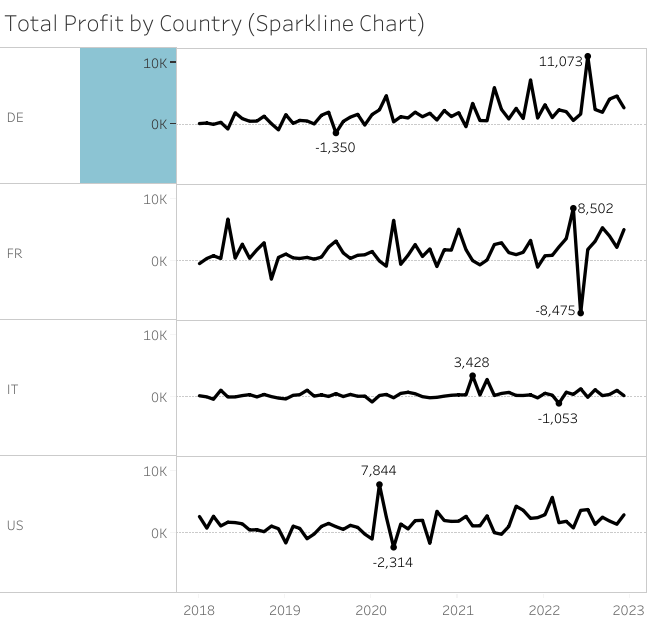 Total Profit by Country (Sparkline Chart)
DE
10K
0K
11,073
-1,350
FR
10K
0K
8,502
-8,475
IT
10K
0K
3,428
-1,053
US
10K
0K
7,844
-2,314
2018 2019 2020 2021 2022 2023